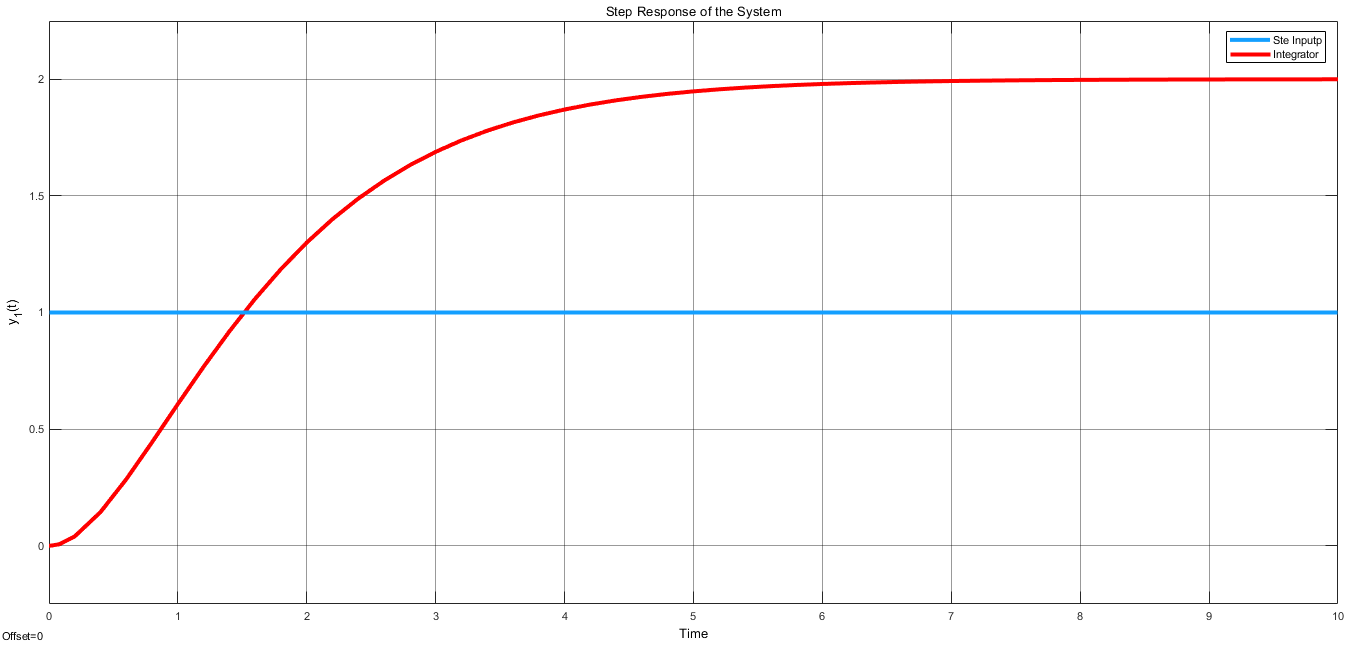 Step Response of the System
Ste Inputp
Integrator
2
1.5
1
0.5
0
y1(t)
0 1 2 3 4 5 6 7 8 9 10
Time
Offset=0